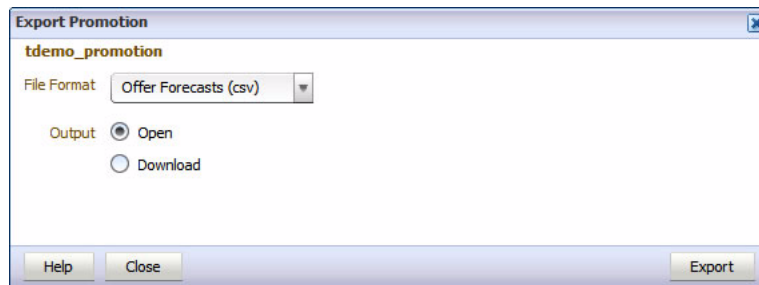 Export Promotion
tdemo_promotion
File Format Offer Forecasts (csv)
Output Open
Download
Help Close Export